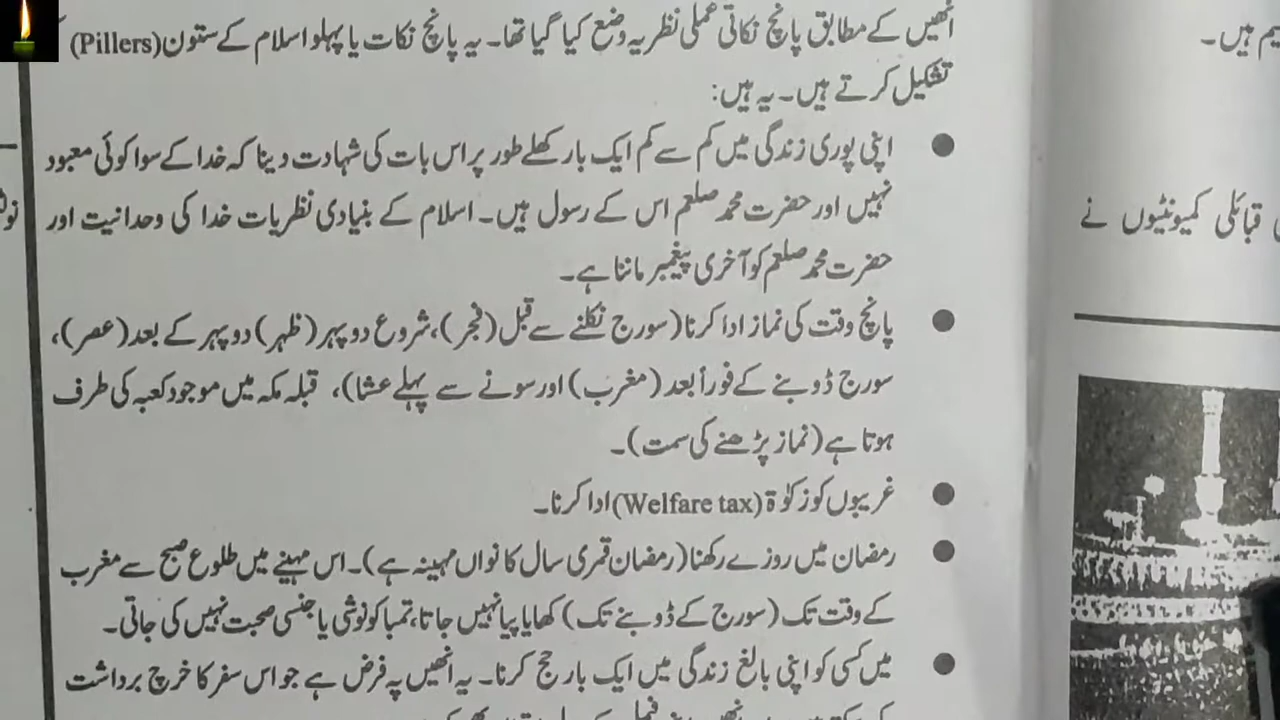 انھیں کے مطابق پانچ نکاتی عملی نظریہ وضع کیا گیا تھا۔ یہ پانچ نکات یا پہلو اسلام کے ستون (Pillers)
تشکیل کرتے ہیں۔ یہ ہیں:
● اپنی پوری زندگی میں کم سے کم ایک بار کھلے طور پر اس بات کی شہادت دینا کہ خدا کے سوا کوئی معبود
نہیں اور حضرت محمد صلعم اس کے رسول ہیں۔ اسلام کے بنیادی نظریات خدا کی وحدانیت اور
حضرت محمد صلعم کو آخری پیغمبر ماننا ہے۔
● پانچ وقت کی نماز ادا کرنا (سورج نکلنے سے قبل (فجر)، شروع دوپہر (ظہر) دوپہر کے بعد (عصر)،
سورج ڈوبنے کے فوراً بعد (مغرب) اور سونے سے پہلے عشا)، قبلہ مکہ میں موجود کعبہ کی طرف
ہوتا ہے (نماز پڑھنے کی سمت)۔
● غریبوں کو زکوٰۃ (Welfare tax) ادا کرنا۔
● رمضان میں روزے رکھنا (رمضان قمری سال کا نواں مہینہ ہے)۔ اس مہینے میں طلوع صبح سے مغرب
کے وقت تک (سورج کے ڈوبنے تک) کھایا پیا نہیں جاتا، تمباکو نوشی یا جنسی صحبت نہیں کی جاتی۔
● میں کسی کو اپنی بالغ زندگی میں ایک بار حج کرنا۔ یہ انھیں پہ فرض ہے جو اس سفر کا خرچ برداشت
ہیں۔
قبائلی کمیونٹیوں نے